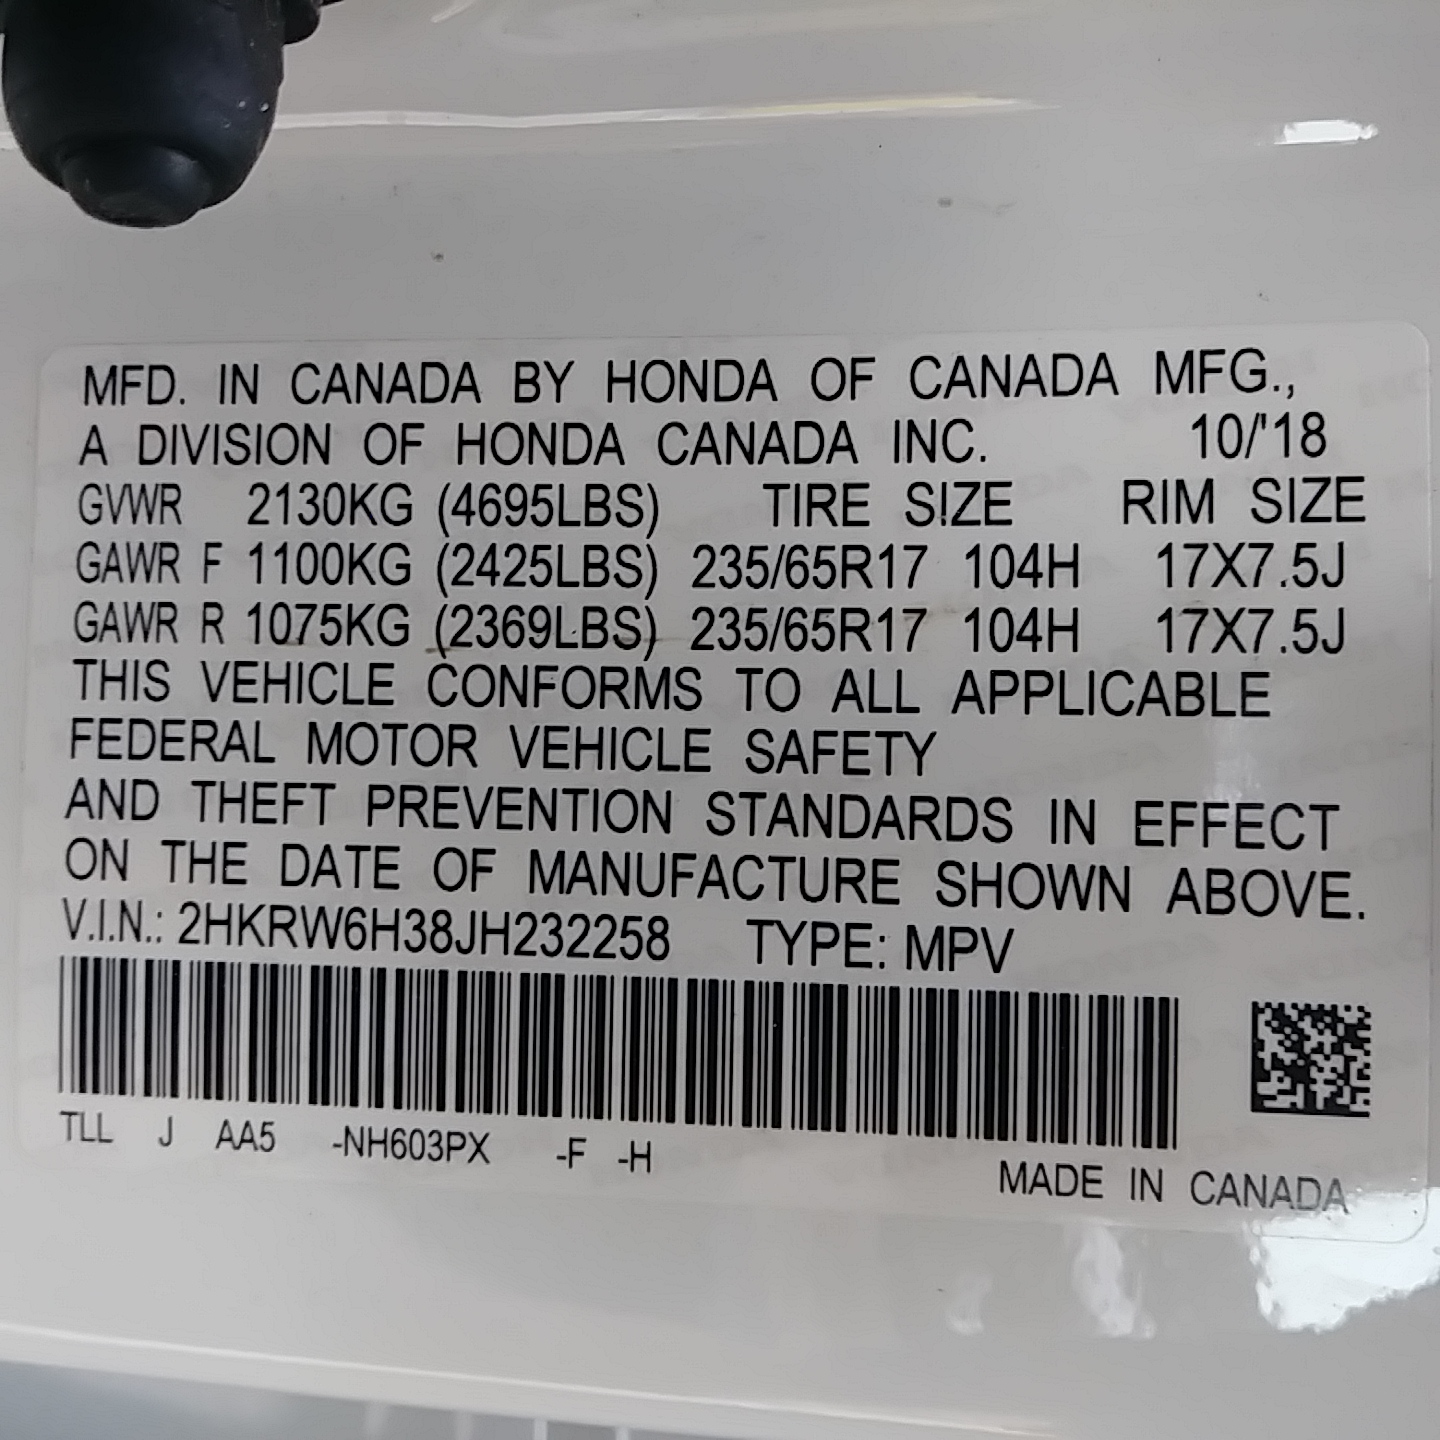 MFD. IN CANADA BY HONDA OF CANADA MFG.,
A DIVISION OF HONDA CANADA INC. 10/'18
GVWR 2130KG (4695LBS) TIRE SIZE RIM SIZE
GAWR F 1100KG (2425LBS) 235/65R17 104H 17X7.5J
GAWR R 1075KG (2369LBS) 235/65R17 104H 17X7.5J
THIS VEHICLE CONFORMS TO ALL APPLICABLE
FEDERAL MOTOR VEHICLE SAFETY
AND THEFT PREVENTION STANDARDS IN EFFECT
ON THE DATE OF MANUFACTURE SHOWN ABOVE.
V.I.N.: 2HKRW6H38JH232258 TYPE: MPV
TLL J AA5 -NH603PX -F -H
MADE IN CANADA